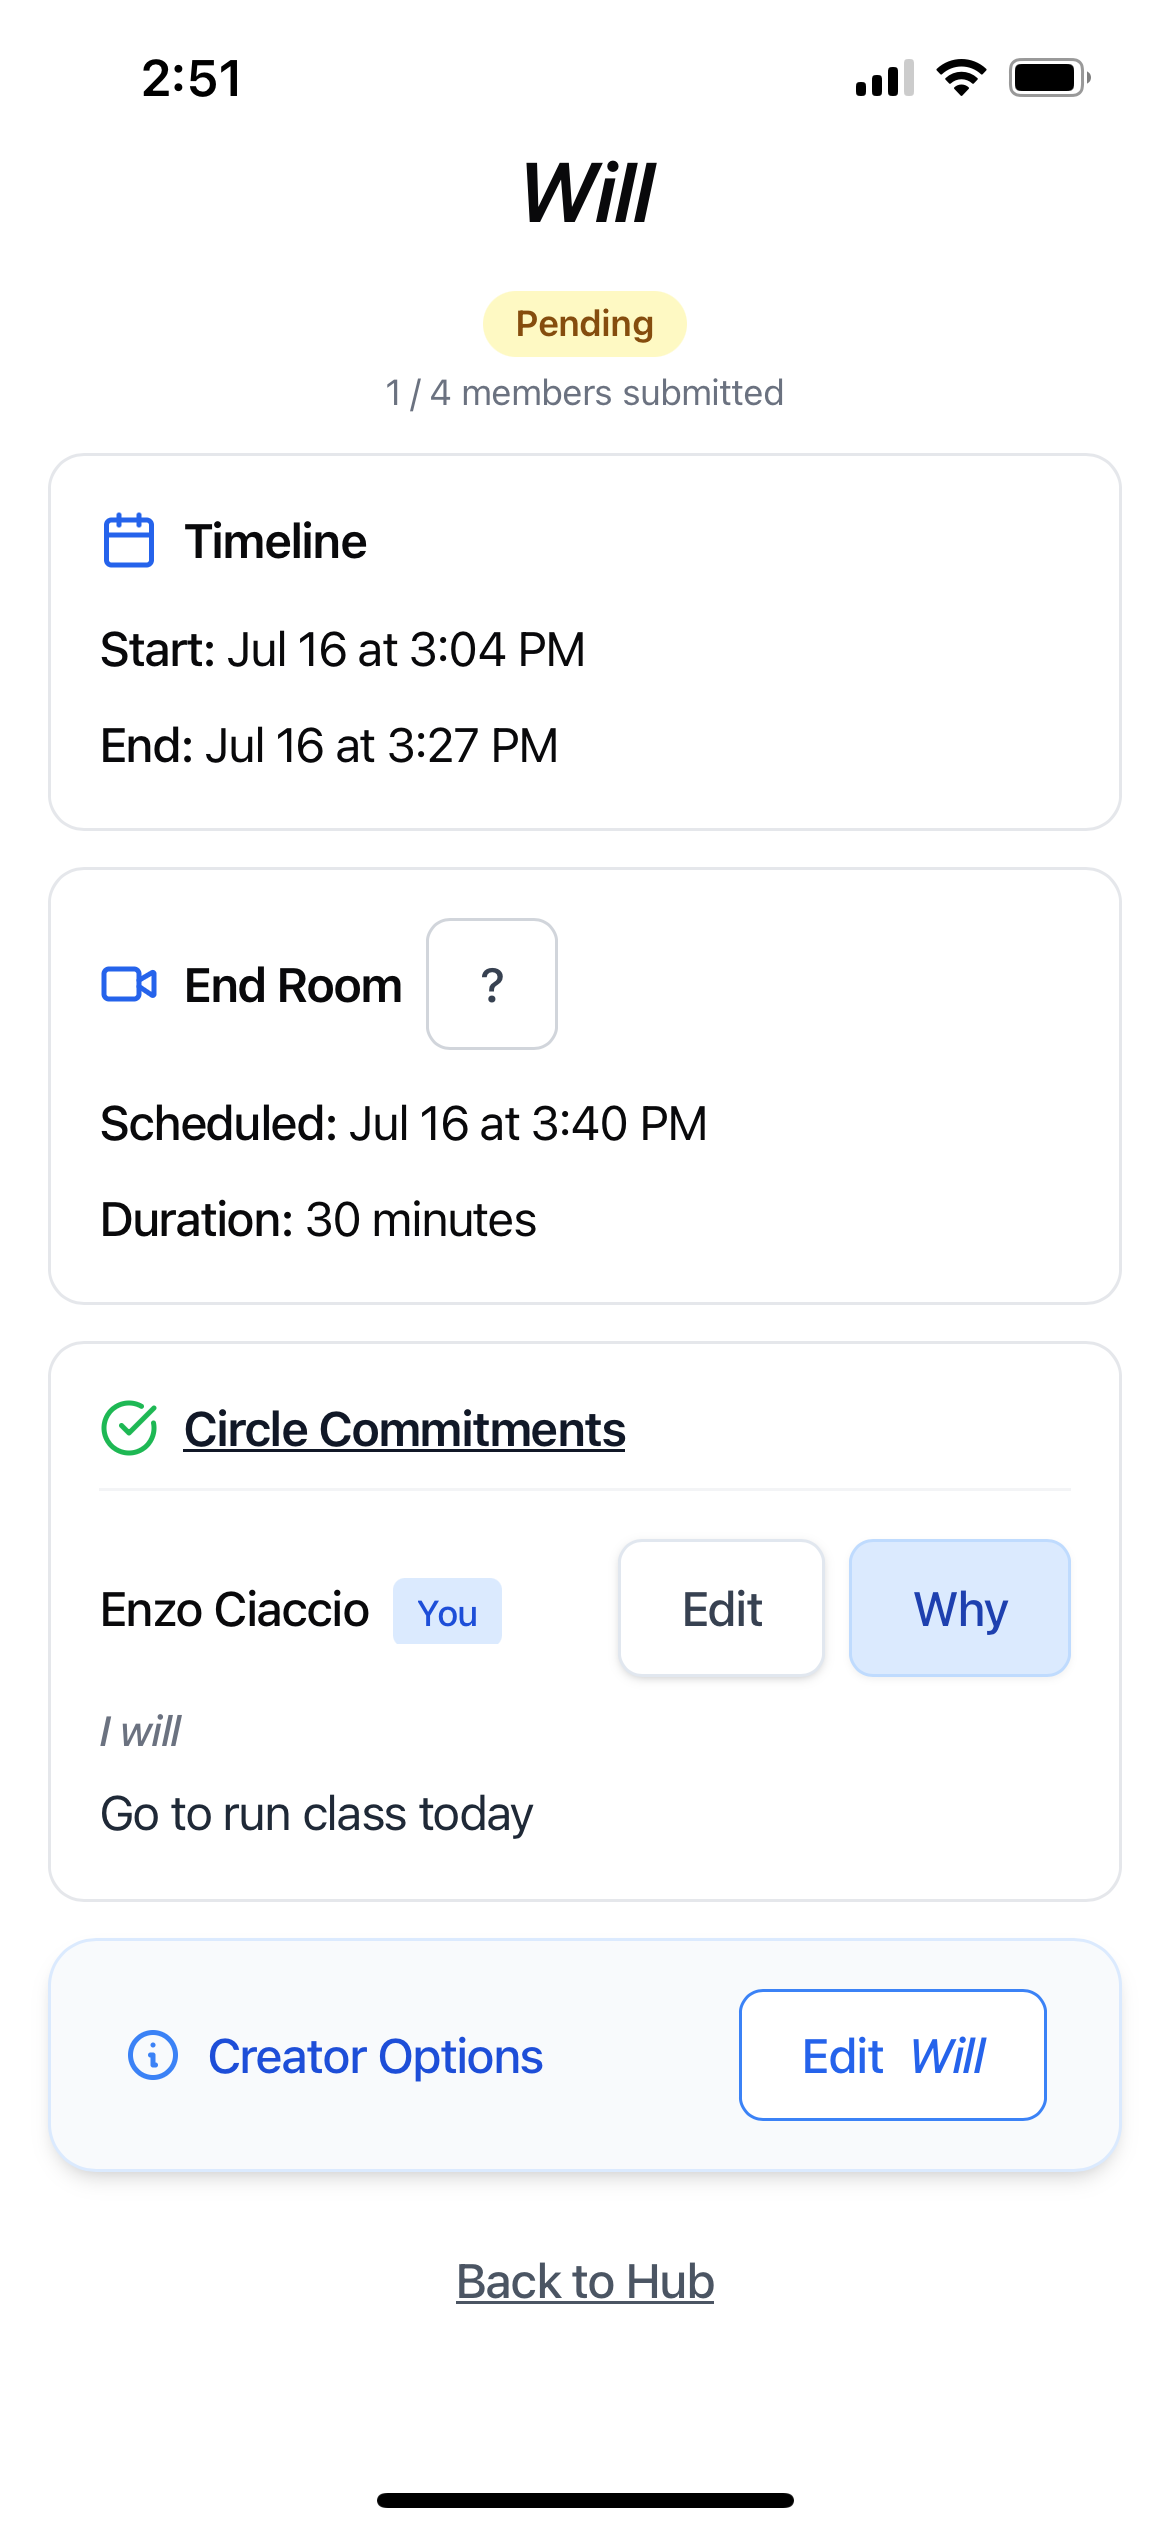 2:51
Will
Pending
1 / 4 members submitted
Timeline
Start: Jul 16 at 3:04 PM
End: Jul 16 at 3:27 PM
End Room ?
Scheduled: Jul 16 at 3:40 PM
Duration: 30 minutes
Circle Commitments
Enzo Ciaccio You Edit Why
I will
Go to run class today
Creator Options Edit Will
Back to Hub